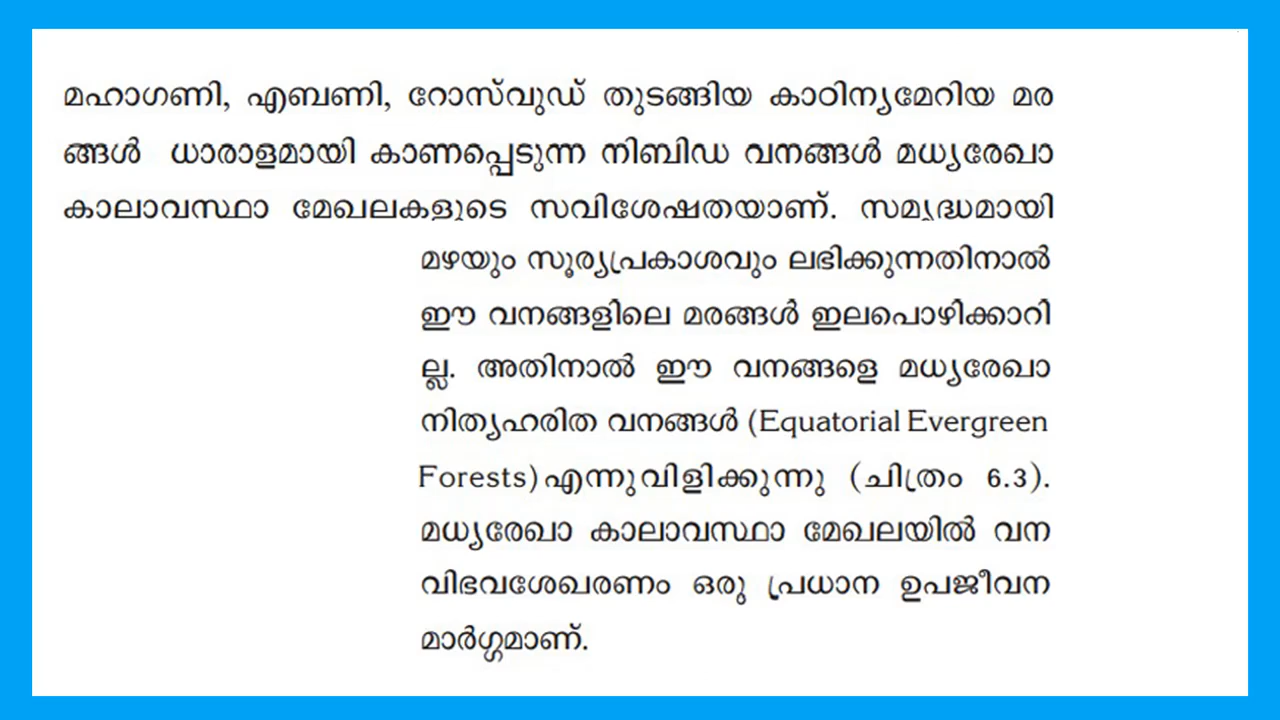 മഹാഗണി, എബണി, റോസ്‌വുഡ് തുടങ്ങിയ കാഠിന്യമേറിയ മര
ങ്ങൾ ധാരാളമായി കാണപ്പെടുന്ന നിബിഡ വനങ്ങൾ മധ്യരേഖാ
കാലാവസ്ഥാ മേഖലകളുടെ സവിശേഷതയാണ്. സമൃദ്ധമായി
മഴയും സൂര്യപ്രകാശവും ലഭിക്കുന്നതിനാൽ
ഈ വനങ്ങളിലെ മരങ്ങൾ ഇലപൊഴിക്കാറി
ല്ല. അതിനാൽ ഈ വനങ്ങളെ മധ്യരേഖാ
നിത്യഹരിത വനങ്ങൾ (Equatorial Evergreen
Forests) എന്നുവിളിക്കുന്നു (ചിത്രം 6.3).
മധ്യരേഖാ കാലാവസ്ഥാ മേഖലയിൽ വന
വിഭവശേഖരണം ഒരു പ്രധാന ഉപജീവന
മാർഗ്ഗമാണ്.